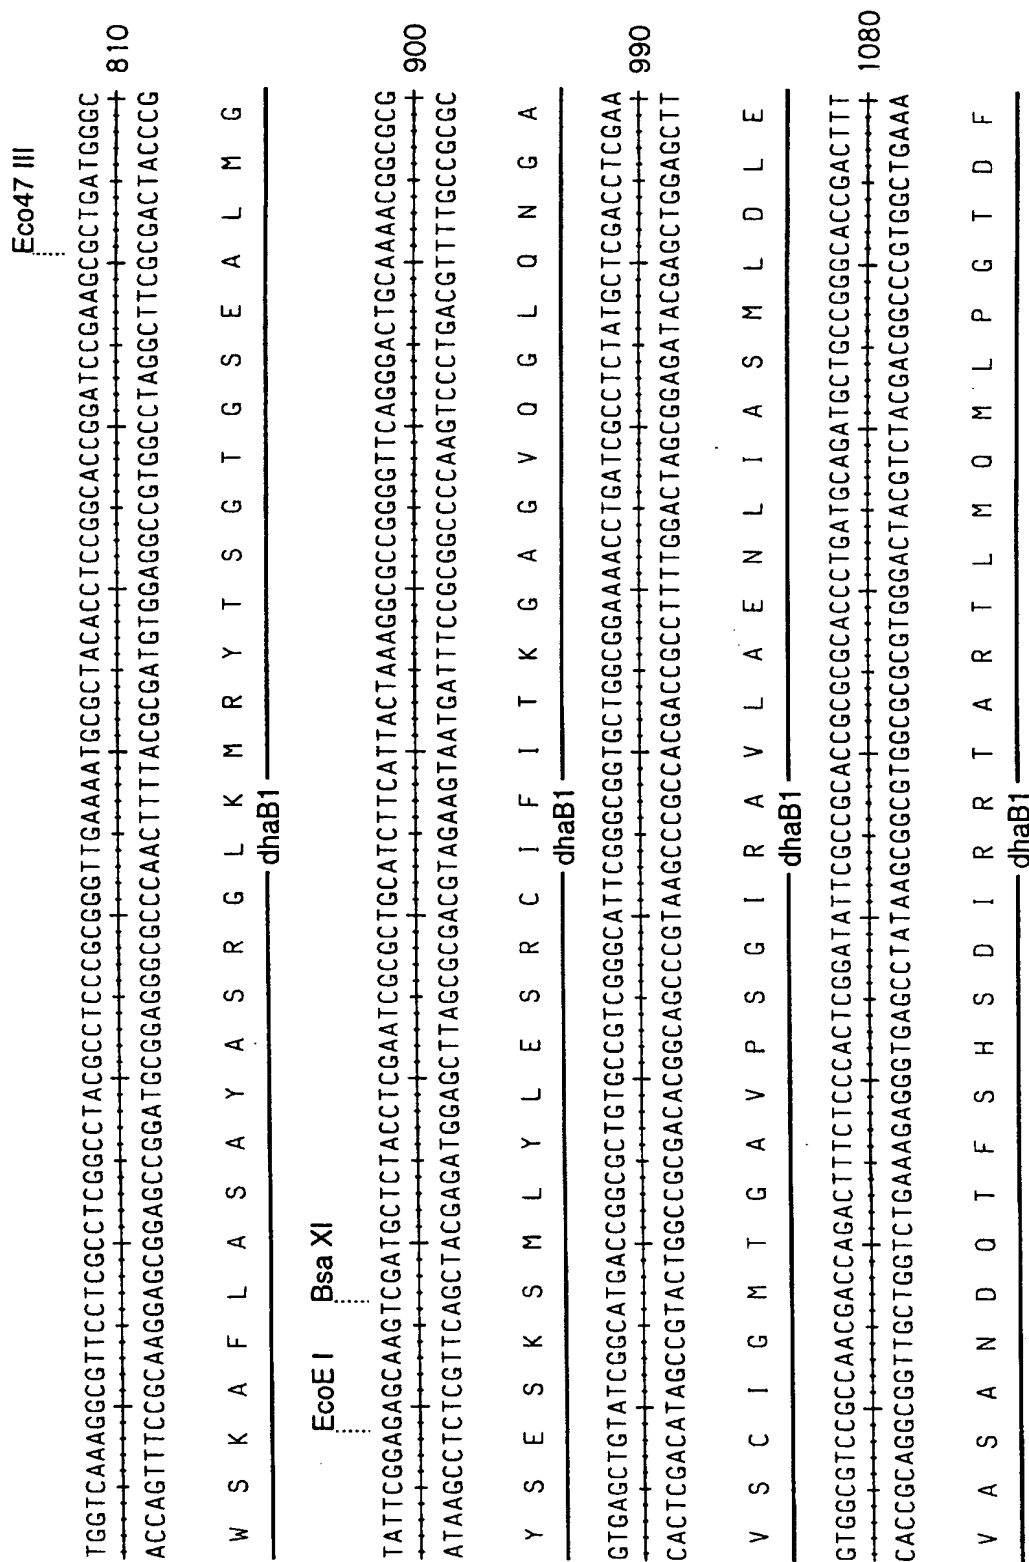 Eco47 III
TGGTCAAAGGCGTTCCTCGCCTCGGCCTACGCCTCCCGCGGGTTGAAAATGCGCTACACCTCCGGCACCGGATCCGAAGCGCTGATGGGC
810
ACCAGTTTCCGCAAGGAGCGGAGCCGGATGCGGAGGGCGCCCAACTTTTACGCGATGTGGAGGCCGTGGCCTAGGCTTCGCGACTACCCG
W S K A F L A S A Y A S R G L K M R Y T S G T G S E A L M G
dhaB1
EcoE I Bsa XI
TATTCGGAGAGCAAGTCGATGCTCTACCTCGAATCGCGCTGCATCTTCATTACTAAAGGCGCCGGGGTTCAGGGACTGCAAAACGGCGCG
900
ATAAGCCTCTCGTTCAGCTACGAGATGGAGCTTAGCGCGACGTAGAAGTAATGATTTCCGCGGCCCCAAGTCCCTGACGTTTTGCCGCGC
Y S E S K S M L Y L E S R C I F I T K G A G V Q G L Q N G A
dhaB1
GTGAGCTGTATCGGCATGACCGGCGCTGTGCCGTCGGGCATTCGGGCGGTGCTGGCGGAAAACCTGATCGCCTCTATGCTCGACCTCGAA
990
CACTCGACATAGCCGTACTGGCCGCGACACGGCAGCCCGTAAGCCCGCCACGACCGCCTTTTGGACTAGCGGAGATACGAGCTGGAGCTT
V S C I G M T G A V P S G I R A V L A E N L I A S M L D L E
dhaB1
GTGGCGTCCGCCAACGACCAGACTTTCTCCCACTCGGATATTCGCCGCACCGCGCGCACCCTGATGCAGATGCTGCCGGGCACCGACTTT
1080
CACCGCAGGCGGTTGCTGGTCTGAAAGAGGGTGAGCCTATAAGCGGCGTGGCGCGCGTGGGACTACGTCTACGACGGCCCGTGGCTGAAA
V A S A N D Q T F S H S D I R R T A R T L M Q M L P G T D F
dhaB1